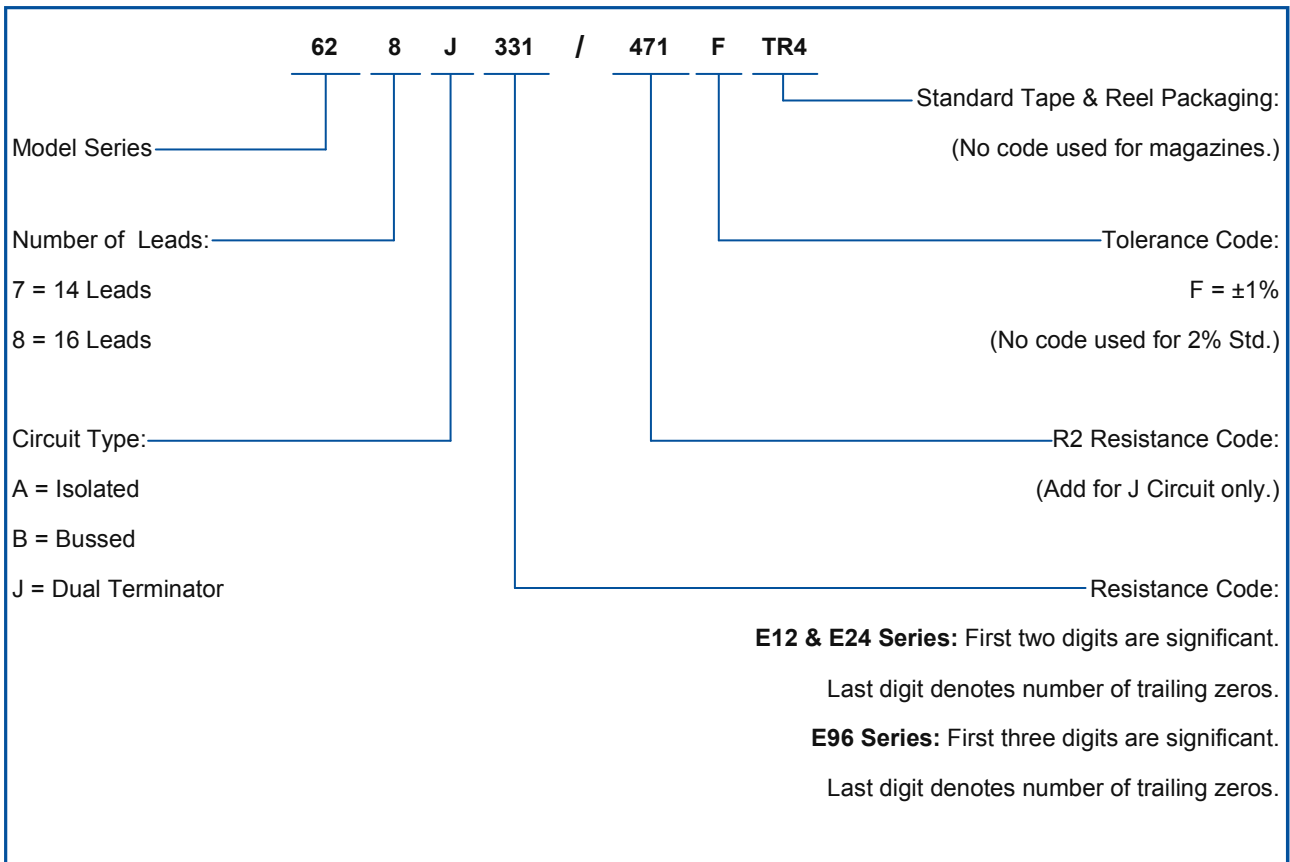 62 8 J 331 / 471 F TR4
Standard Tape & Reel Packaging:
Model Series
(No code used for magazines.)
Number of Leads:
Tolerance Code:
7 = 14 Leads
F = ±1%
8 = 16 Leads
(No code used for 2% Std.)
Circuit Type:
R2 Resistance Code:
A = Isolated
(Add for J Circuit only.)
B = Bussed
J = Dual Terminator
Resistance Code:
E12 & E24 Series: First two digits are significant.
Last digit denotes number of trailing zeros.
E96 Series: First three digits are significant.
Last digit denotes number of trailing zeros.